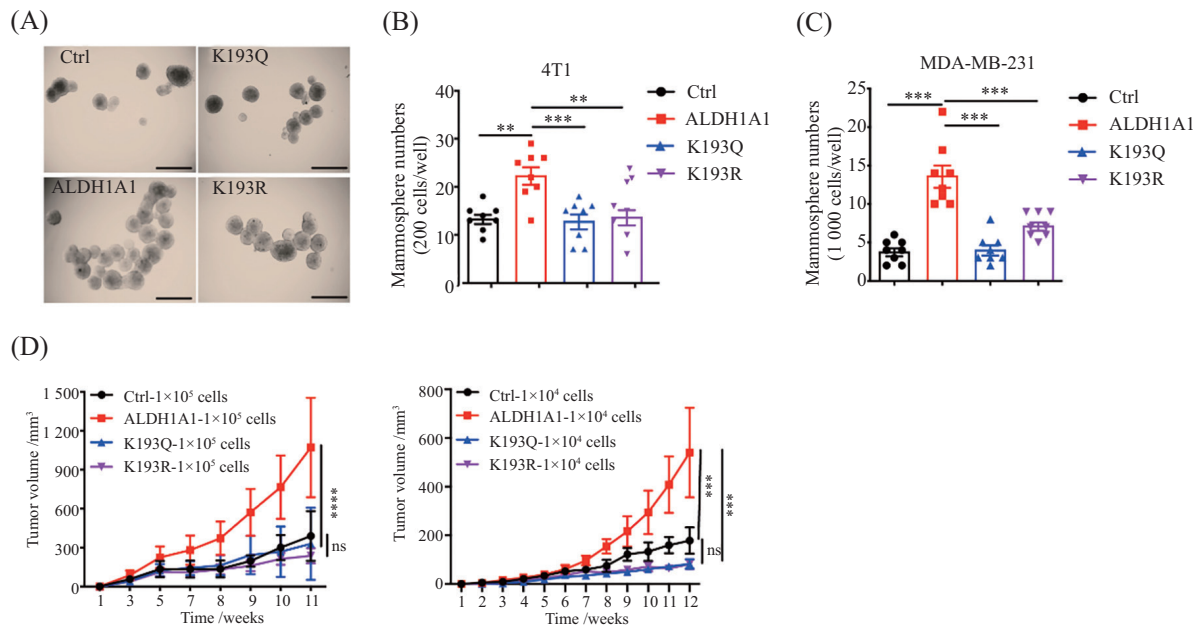 (A)
Ctrl
K193Q
ALDH1A1
K193R
(B)
4T1
Mammosphere numbers
(200 cells/well)
40
30
20
10
0
**
***
**
Ctrl
ALDH1A1
K193Q
K193R
(C)
MDA-MB-231
Mammosphere numbers
(1 000 cells/well)
25
20
15
10
5
0
***
***
***
Ctrl
ALDH1A1
K193Q
K193R
(D)
Tumor volume /mm³
1 500
1 200
900
600
300
0
Ctrl-1×10⁵ cells
ALDH1A1-1×10⁵ cells
K193Q-1×10⁵ cells
K193R-1×10⁵ cells
****
ns
1 3 5 7 8 9 10 11
Time /weeks
Tumor volume /mm³
800
600
400
200
0
Ctrl-1×10⁴ cells
ALDH1A1-1×10⁴ cells
K193Q-1×10⁴ cells
K193R-1×10⁴ cells
***
***
ns
1 2 3 4 5 6 7 8 9 10 11 12
Time /weeks